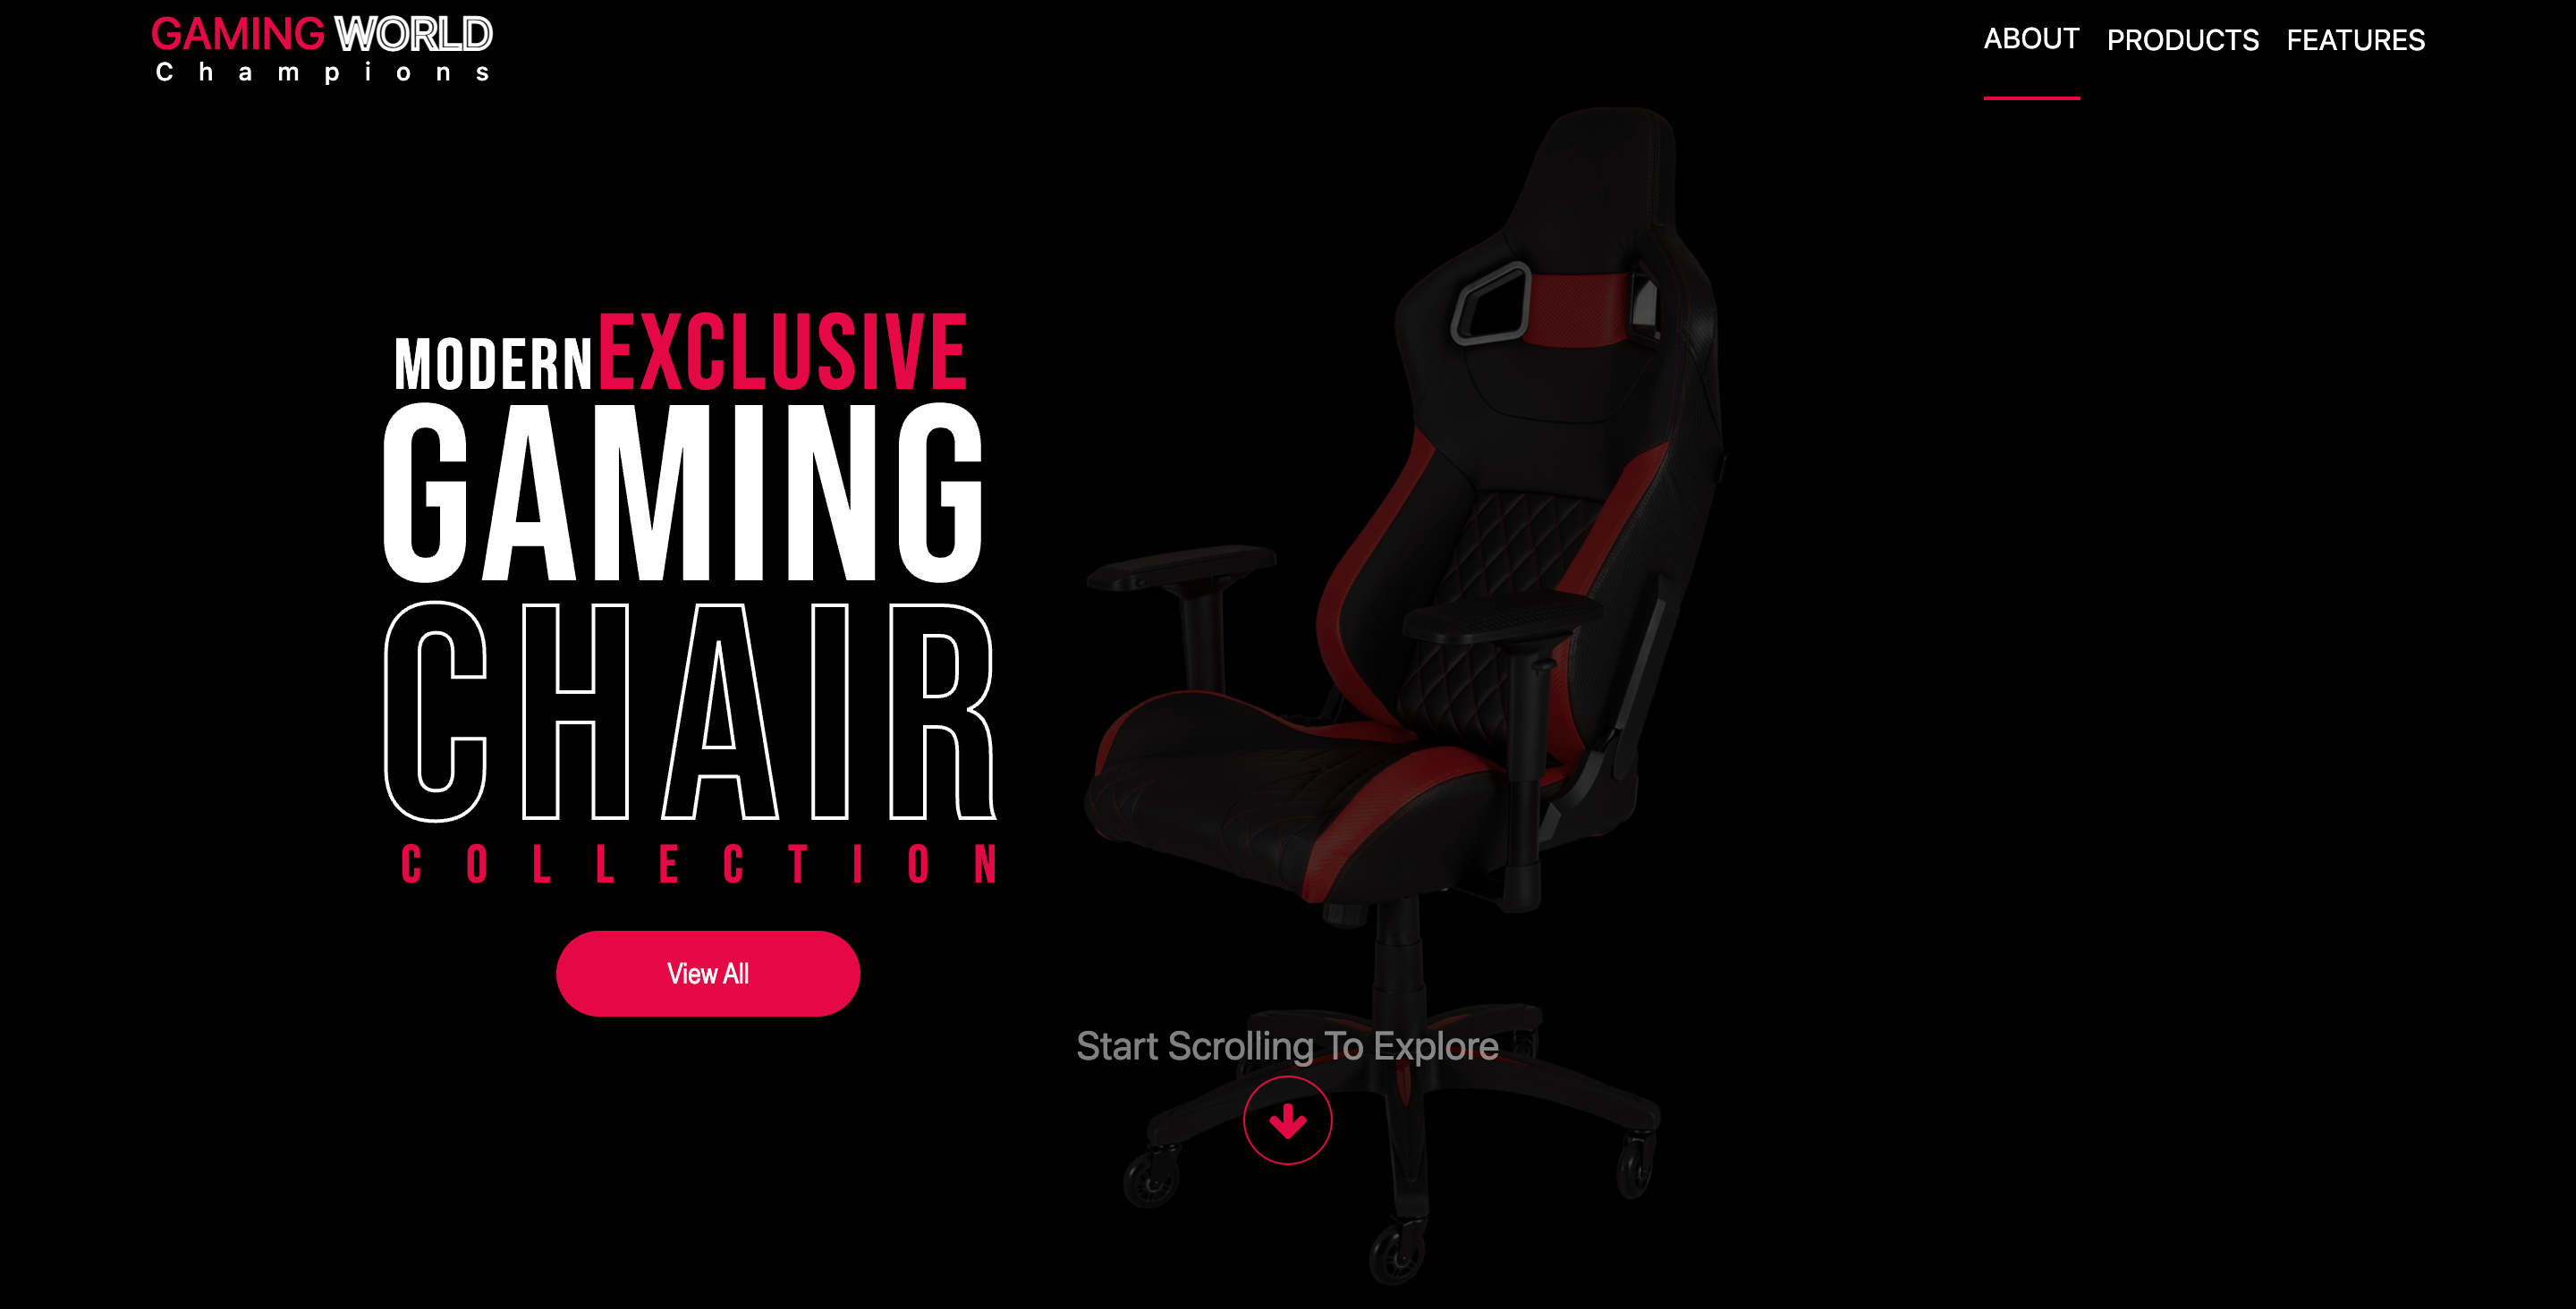 GAMING WORLD
Champions
ABOUT PRODUCTS FEATURES
MODERN EXCLUSIVE
GAMING
CHAIR
COLLECTION
View All
Start Scrolling To Explore